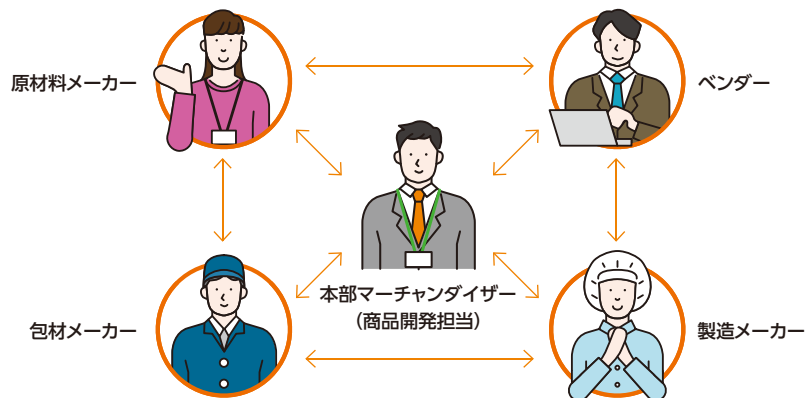 原材料メーカー
ベンダー
本部マーチャンダイザー
（商品開発担当）
包材メーカー
製造メーカー